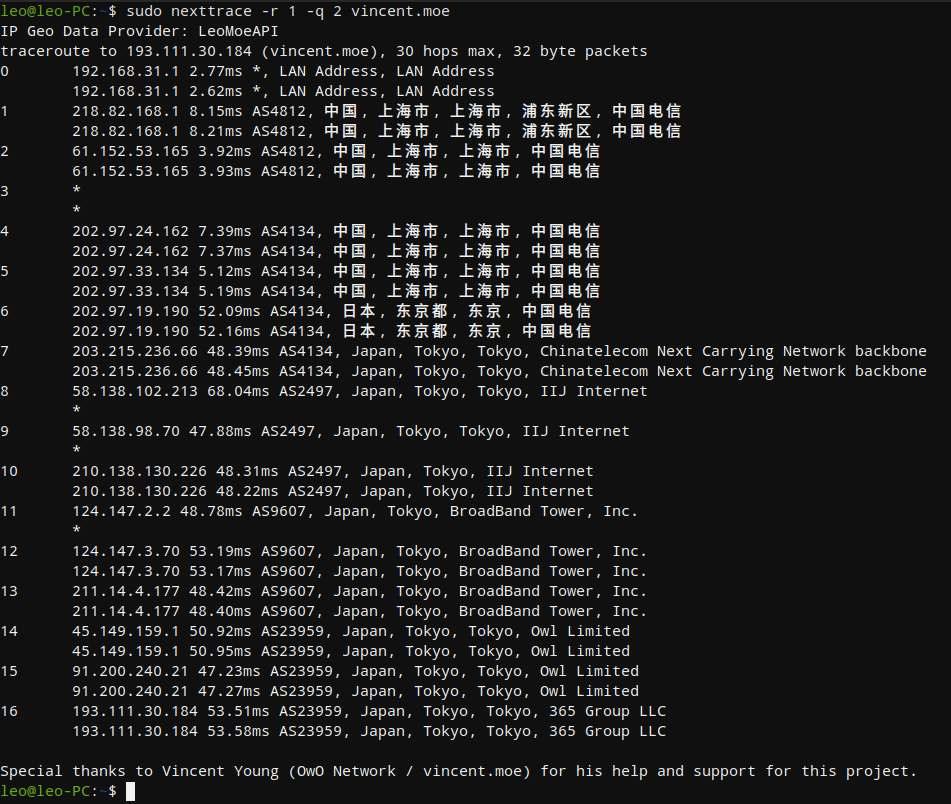 leo@leo-PC:~$ sudo nexttrace -r 1 -q 2 vincent.moe
IP Geo Data Provider: LeoMoeAPI
traceroute to 193.111.30.184 (vincent.moe), 30 hops max, 32 byte packets
0 192.168.31.1 2.77ms *, LAN Address, LAN Address
192.168.31.1 2.62ms *, LAN Address, LAN Address
1 218.82.168.1 8.15ms AS4812, 中国, 上海市, 上海市, 浦东新区, 中国电信
218.82.168.1 8.21ms AS4812, 中国, 上海市, 上海市, 浦东新区, 中国电信
2 61.152.53.165 3.92ms AS4812, 中国, 上海市, 上海市, 中国电信
61.152.53.165 3.93ms AS4812, 中国, 上海市, 上海市, 中国电信
3 *
*
4 202.97.24.162 7.39ms AS4134, 中国, 上海市, 上海市, 中国电信
202.97.24.162 7.37ms AS4134, 中国, 上海市, 上海市, 中国电信
5 202.97.33.134 5.12ms AS4134, 中国, 上海市, 上海市, 中国电信
202.97.33.134 5.19ms AS4134, 中国, 上海市, 上海市, 中国电信
6 202.97.19.190 52.09ms AS4134, 日本, 东京都, 东京, 中国电信
202.97.19.190 52.16ms AS4134, 日本, 东京都, 东京, 中国电信
7 203.215.236.66 48.39ms AS4134, Japan, Tokyo, Tokyo, Chinatelecom Next Carrying Network backbone
203.215.236.66 48.45ms AS4134, Japan, Tokyo, Tokyo, Chinatelecom Next Carrying Network backbone
8 58.138.102.213 68.04ms AS2497, Japan, Tokyo, Tokyo, IIJ Internet
*
9 58.138.98.70 47.88ms AS2497, Japan, Tokyo, Tokyo, IIJ Internet
*
10 210.138.130.226 48.31ms AS2497, Japan, Tokyo, IIJ Internet
210.138.130.226 48.22ms AS2497, Japan, Tokyo, IIJ Internet
11 124.147.2.2 48.78ms AS9607, Japan, Tokyo, BroadBand Tower, Inc.
*
12 124.147.3.70 53.19ms AS9607, Japan, Tokyo, BroadBand Tower, Inc.
124.147.3.70 53.17ms AS9607, Japan, Tokyo, BroadBand Tower, Inc.
13 211.14.4.177 48.42ms AS9607, Japan, Tokyo, BroadBand Tower, Inc.
211.14.4.177 48.40ms AS9607, Japan, Tokyo, BroadBand Tower, Inc.
14 45.149.159.1 50.92ms AS23959, Japan, Tokyo, Tokyo, Owl Limited
45.149.159.1 50.95ms AS23959, Japan, Tokyo, Tokyo, Owl Limited
15 91.200.240.21 47.23ms AS23959, Japan, Tokyo, Tokyo, Owl Limited
91.200.240.21 47.27ms AS23959, Japan, Tokyo, Tokyo, Owl Limited
16 193.111.30.184 53.51ms AS23959, Japan, Tokyo, Tokyo, 365 Group LLC
193.111.30.184 53.58ms AS23959, Japan, Tokyo, Tokyo, 365 Group LLC
Special thanks to Vincent Young (OwO Network / vincent.moe) for his help and support for this project.
leo@leo-PC:~$